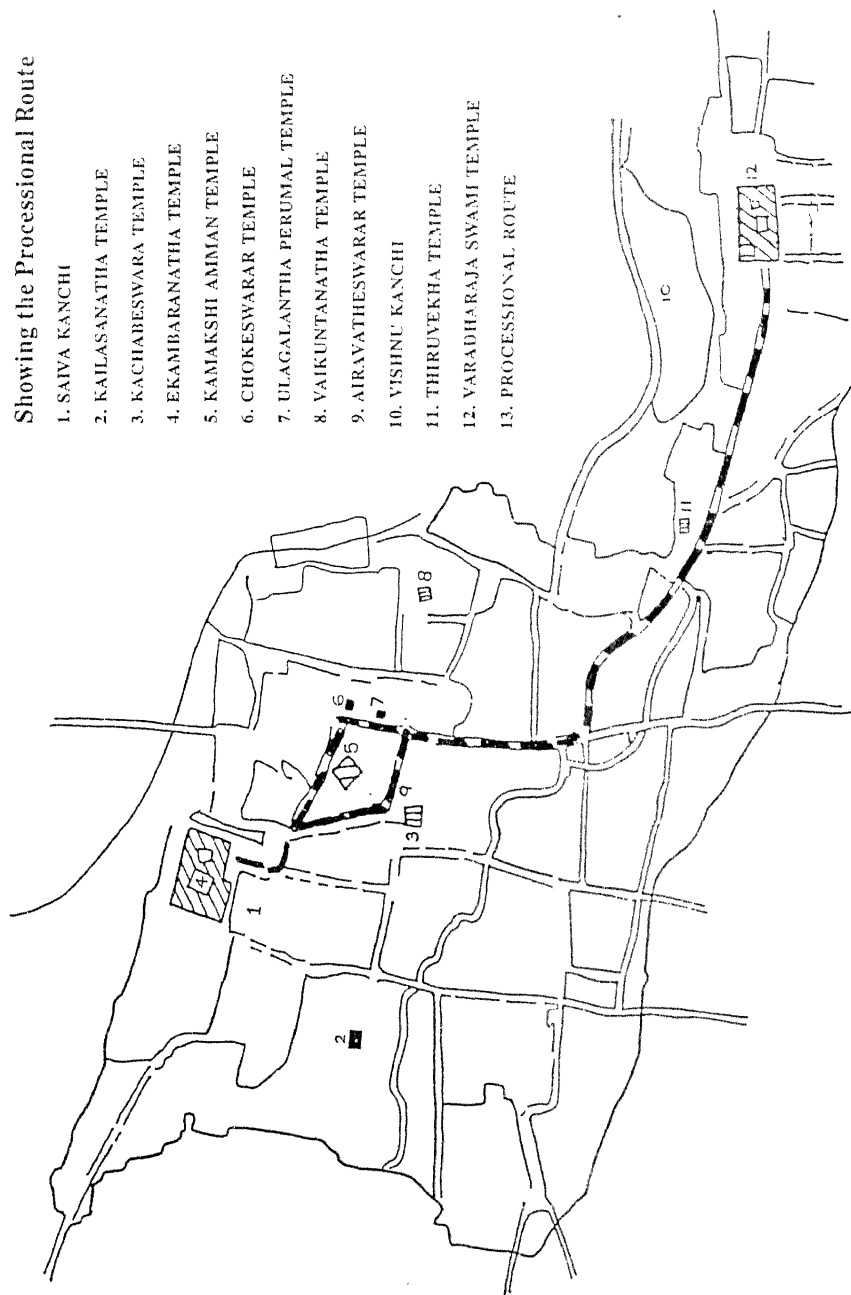 Showing the Processional Route
1. SAIVA KANCHI
2. KAILASANATHA TEMPLE
3. KACHABESWARA TEMPLE
4. EKAMBARANATHA TEMPLE
5. KAMAKSHI AMMAN TEMPLE
6. CHOKESWARAR TEMPLE
7. ULAGALANTHA PERUMAL TEMPLE
8. VAIKUNTANATHA TEMPLE
9. AIRAVATHESWARAR TEMPLE
10. VISHNU KANCHI
11. THIRUVEKHA TEMPLE
12. VARADHARAJA SWAMI TEMPLE
13. PROCESSIONAL ROUTE
4
1
2
6
7
5
9
3
8
10
11
12